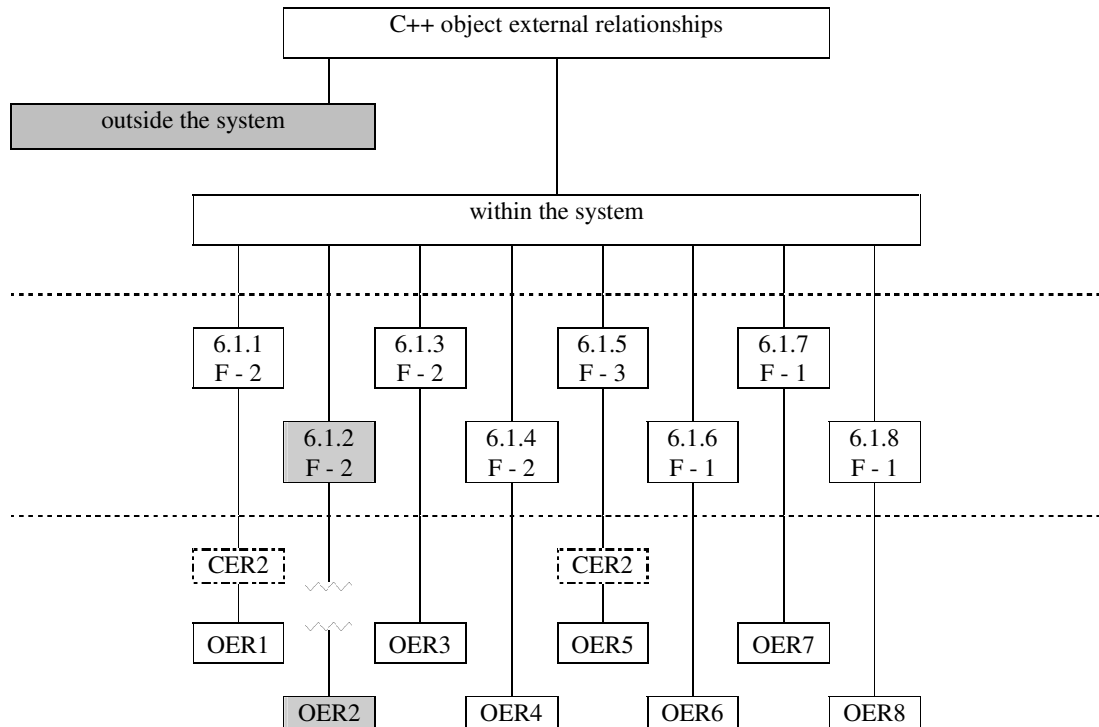 C++ object external relationships
outside the system
within the system
6.1.1
F - 2
6.1.3
F - 2
6.1.5
F - 3
6.1.7
F - 1
6.1.2
F - 2
6.1.4
F - 2
6.1.6
F - 1
6.1.8
F - 1
CER2
CER2
OER1
OER3
OER5
OER7
OER2
OER4
OER6
OER8